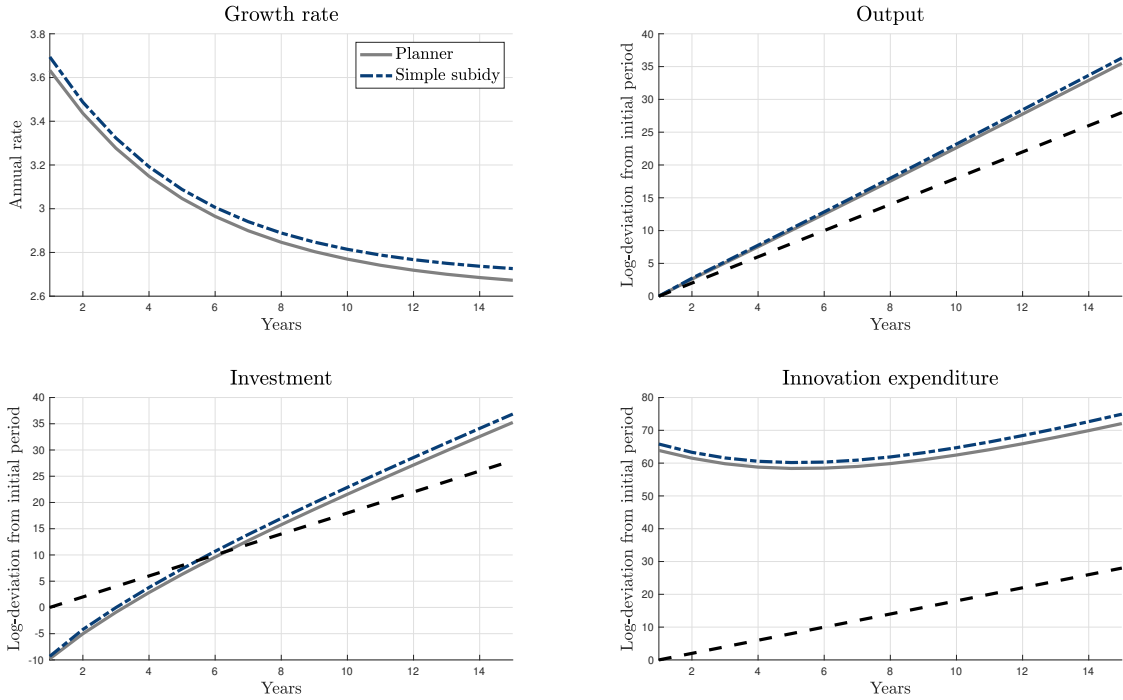 Growth rate
3.8
3.6
3.4
3.2
3
2.8
2.6
Annual rate
Planner
Simple subidy
2 4 6 8 10 12 14
Years
Output
40
35
30
25
20
15
10
5
0
Log-deviation from initial period
2 4 6 8 10 12 14
Years
Investment
40
35
30
25
20
15
10
5
0
-5
-10
Log-deviation from initial period
2 4 6 8 10 12 14
Years
Innovation expenditure
80
70
60
50
40
30
20
10
0
Log-deviation from initial period
2 4 6 8 10 12 14
Years